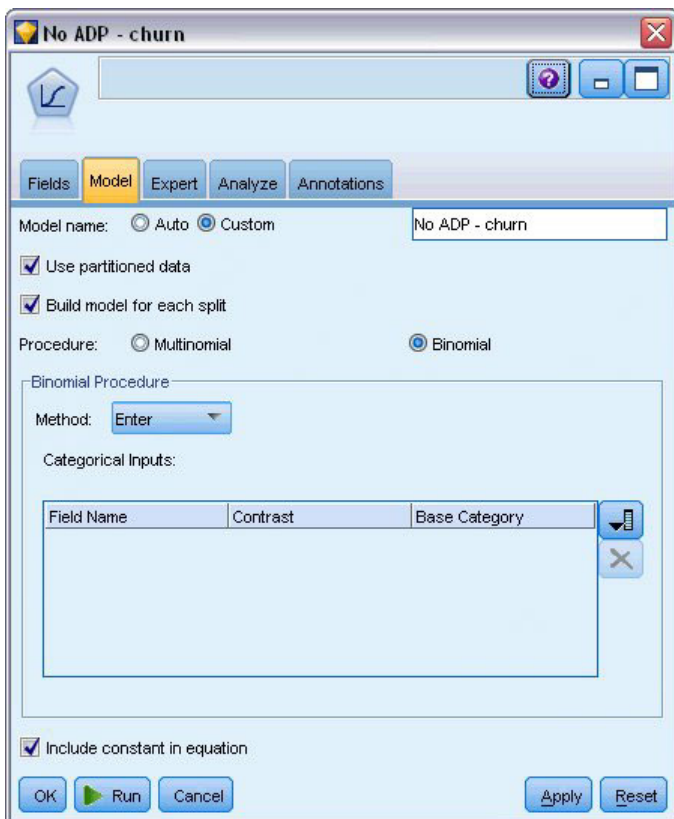 No ADP - churn
Fields Model Expert Analyze Annotations
Model name: Auto Custom No ADP - churn
Use partitioned data
Build model for each split
Procedure: Multinomial Binomial
Binomial Procedure
Method: Enter
Categorical Inputs:
Field Name Contrast Base Category
Include constant in equation
OK Run Cancel Apply Reset